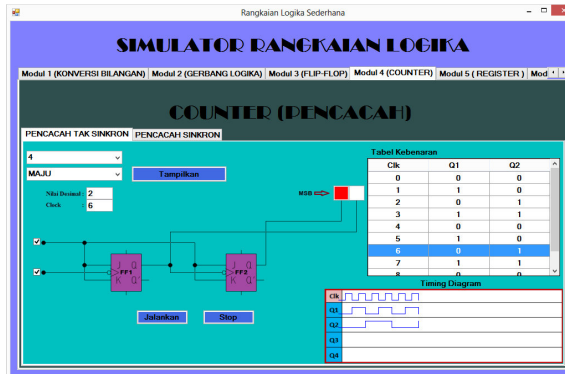 Rangkaian Logika Sederhana
SIMULATOR RANGKAIAN LOGIKA
Modul 1 (KONVERSI BILANGAN) Modul 2 (GERBANG LOGIKA) Modul 3 (FLIP-FLOP) Modul 4 (COUNTER) Modul 5 ( REGISTER ) Mod
COUNTER (PENCACAH)
PENCACAH TAK SINKRON PENCACAH SINKRON
4
MAJU
Tampilkan
Nilai Desimal : 2
Clock : 6
MSB
J Q
FF1
K Q
J Q
FF2
K Q
Jalankan Stop
Tabel Kebenaran
Clk Q1 Q2
0 0 0
1 1 0
2 0 1
3 1 1
4 0 0
5 1 0
6 0 1
7 1 1
8 0 0
Timing Diagram
Clk
Q1
Q2
Q3
Q4